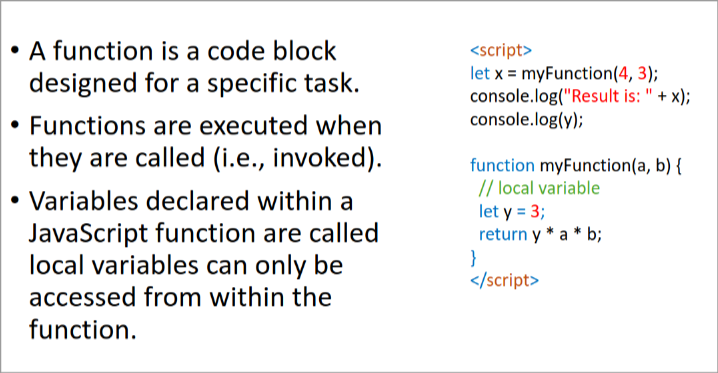 • A function is a code block
designed for a specific task.
• Functions are executed when
they are called (i.e., invoked).
• Variables declared within a
JavaScript function are called
local variables can only be
accessed from within the
function.
<script>
let x = myFunction(4, 3);
console.log("Result is: " + x);
console.log(y);
function myFunction(a, b) {
// local variable
let y = 3;
return y * a * b;
}
</script>